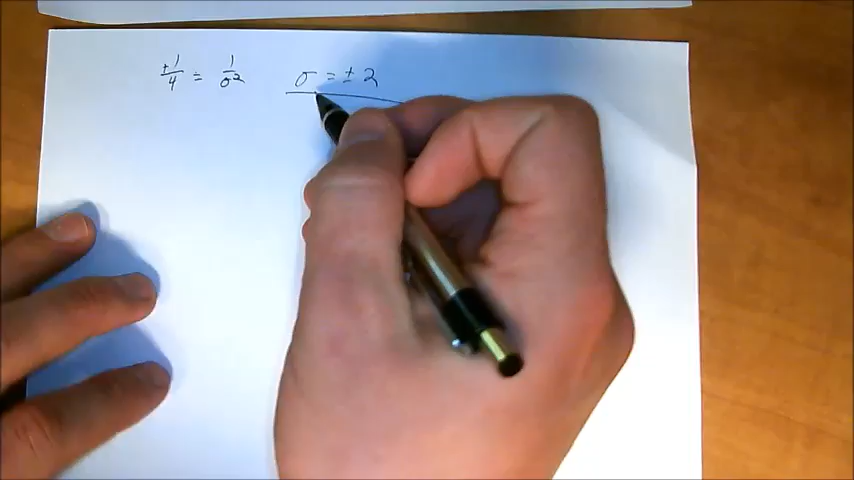 +1/4 = 1/σ² σ = ± 2